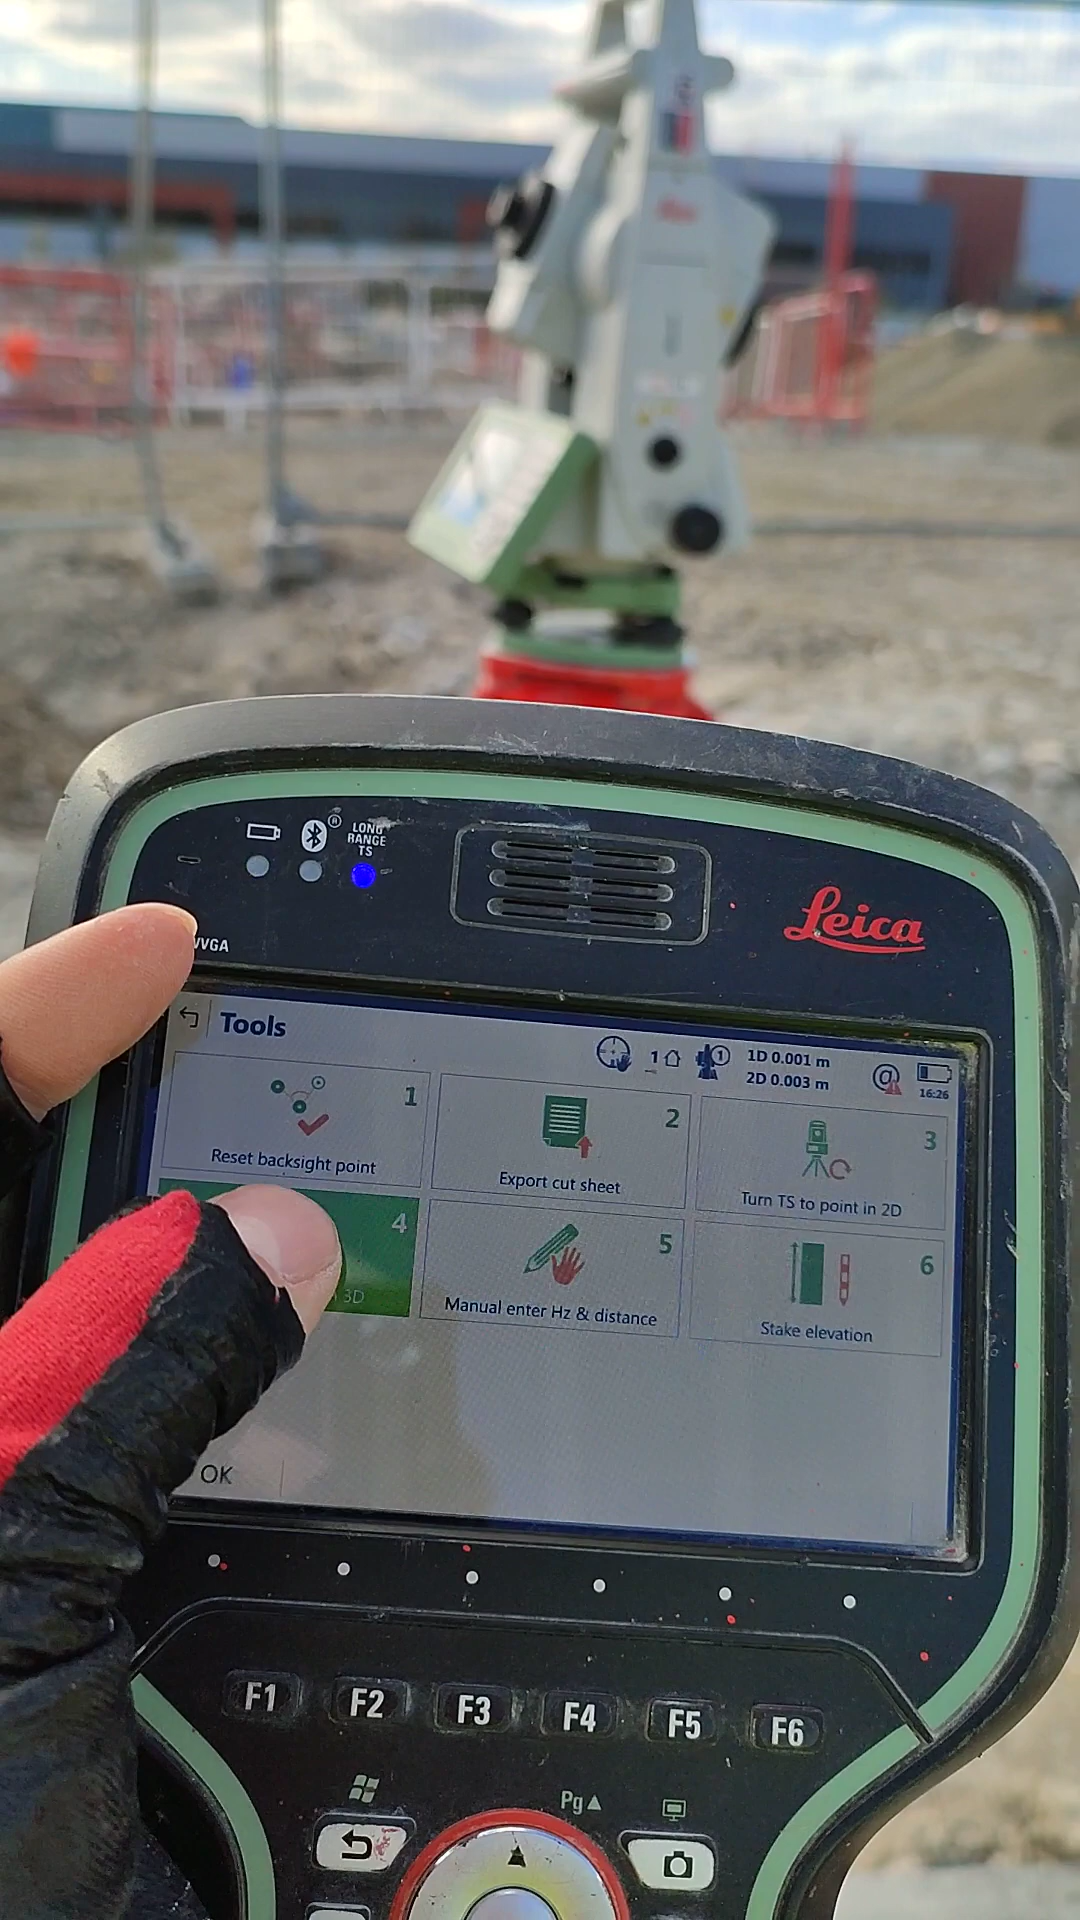 LONG
RANGE
TS
Leica
WVGA
Tools
1
1D 0.001 m
2D 0.003 m
16:26
1
Reset backsight point
2
Export cut sheet
3
Turn TS to point in 2D
4
3D
5
Manual enter Hz & distance
6
Stake elevation
OK
F1 F2 F3 F4 F5 F6
Pg▲